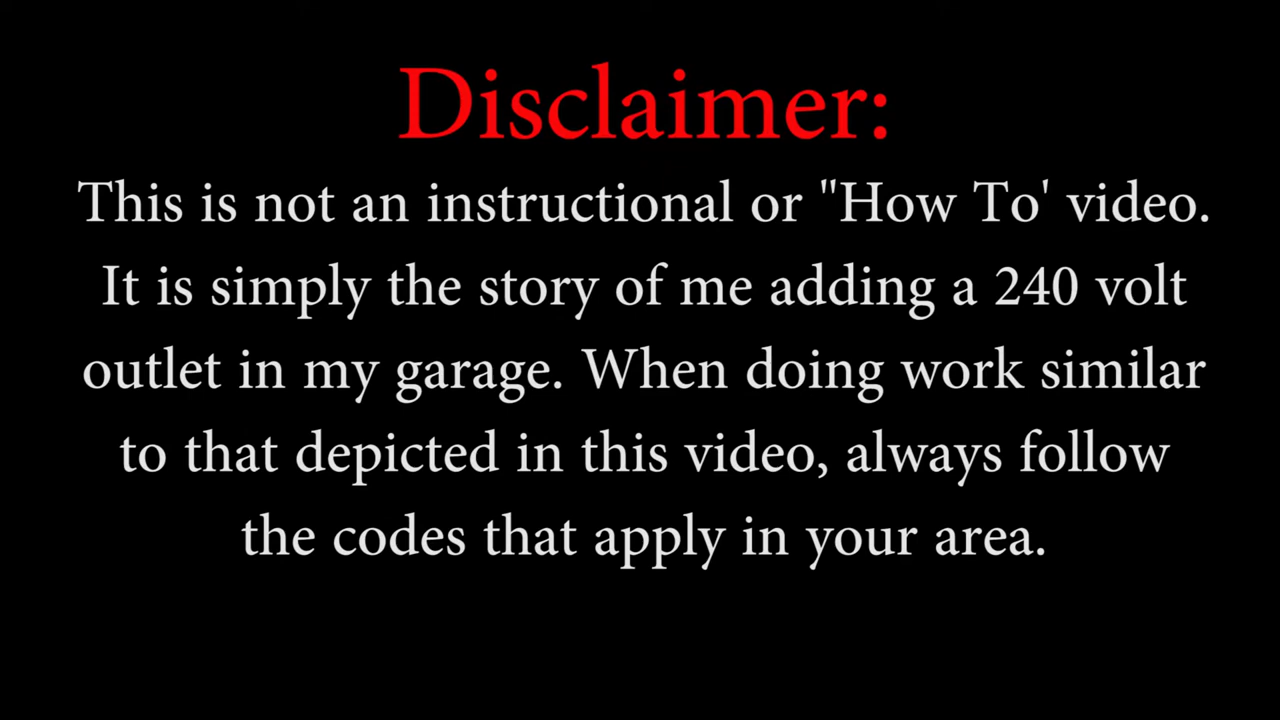 Disclaimer:
This is not an instructional or "How To' video.
It is simply the story of me adding a 240 volt
outlet in my garage. When doing work similar
to that depicted in this video, always follow
the codes that apply in your area.